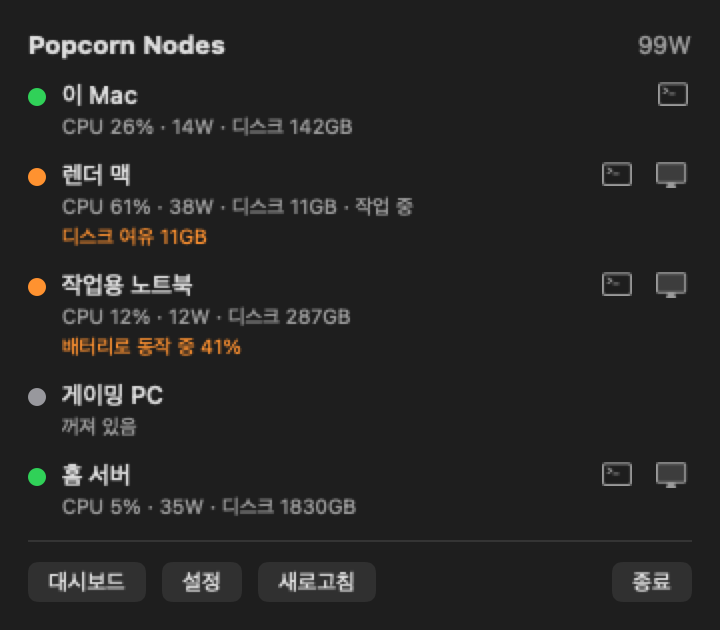 Popcorn Nodes 99W
이 Mac
CPU 26% · 14W · 디스크 142GB
렌더 맥
CPU 61% · 38W · 디스크 11GB · 작업 중
디스크 여유 11GB
작업용 노트북
CPU 12% · 12W · 디스크 287GB
배터리로 동작 중 41%
게이밍 PC
꺼져 있음
홈 서버
CPU 5% · 35W · 디스크 1830GB
대시보드 설정 새로고침 종료